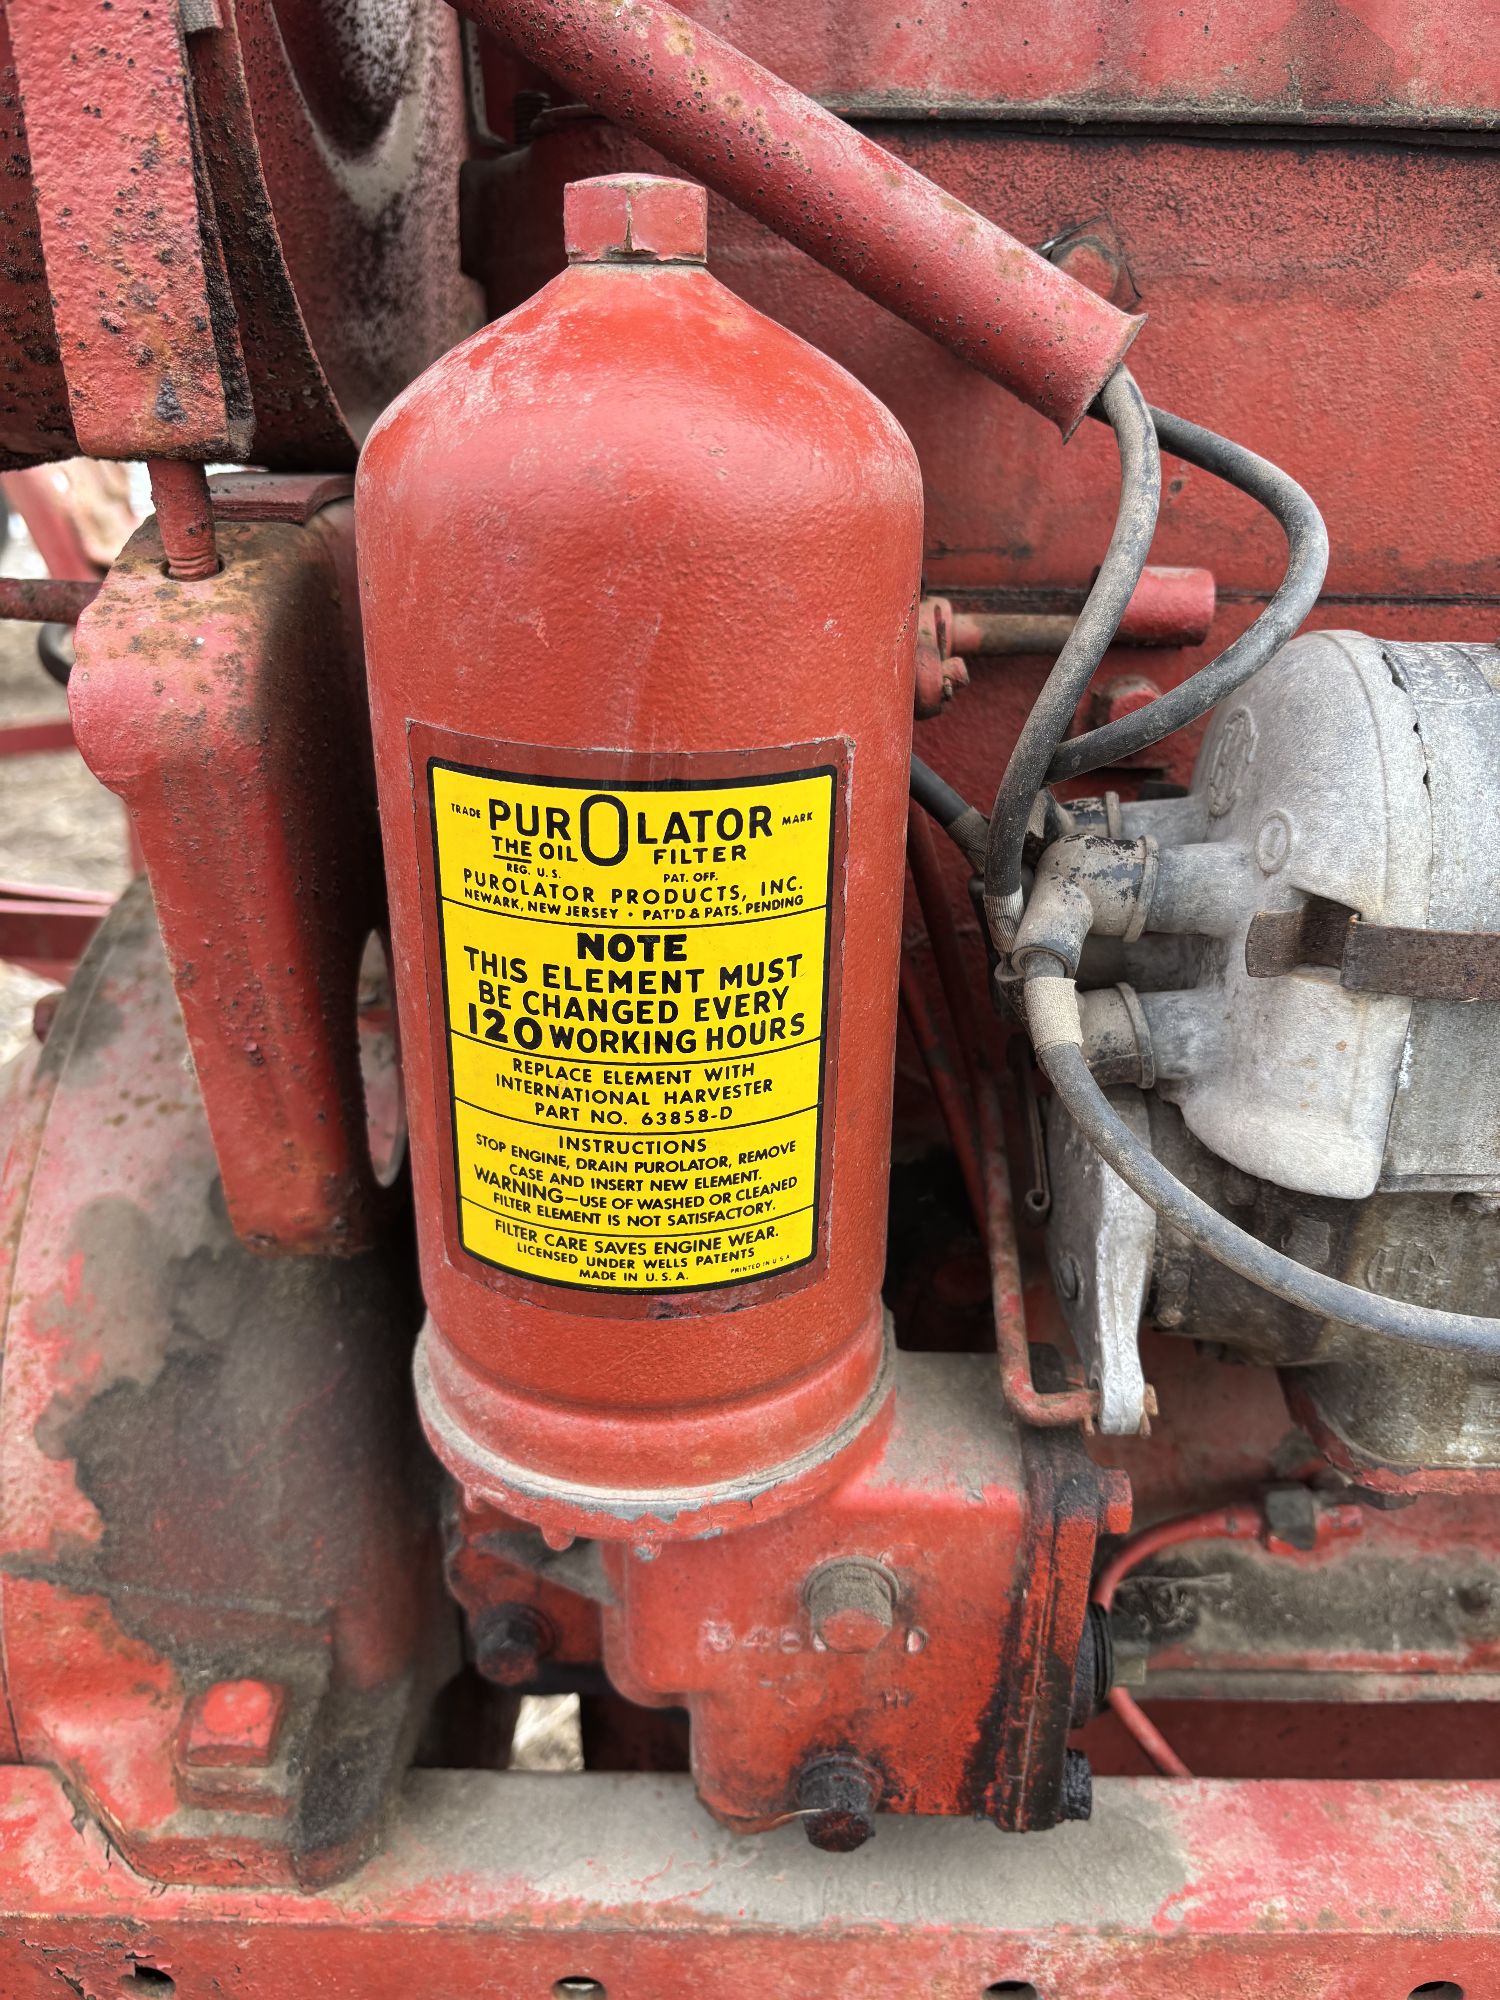 TRADE PUROLATOR MARK
THE OIL FILTER
REG. U.S. PAT. OFF.
PUROLATOR PRODUCTS, INC.
NEWARK, NEW JERSEY • PAT'D & PATS. PENDING
NOTE
THIS ELEMENT MUST
BE CHANGED EVERY
120 WORKING HOURS
REPLACE ELEMENT WITH
INTERNATIONAL HARVESTER
PART NO. 63858-D
INSTRUCTIONS
STOP ENGINE, DRAIN PUROLATOR, REMOVE
CASE AND INSERT NEW ELEMENT.
WARNING—USE OF WASHED OR CLEANED
FILTER ELEMENT IS NOT SATISFACTORY.
FILTER CARE SAVES ENGINE WEAR.
LICENSED UNDER WELLS PATENTS
MADE IN U.S.A.
PRINTED IN U.S.A.